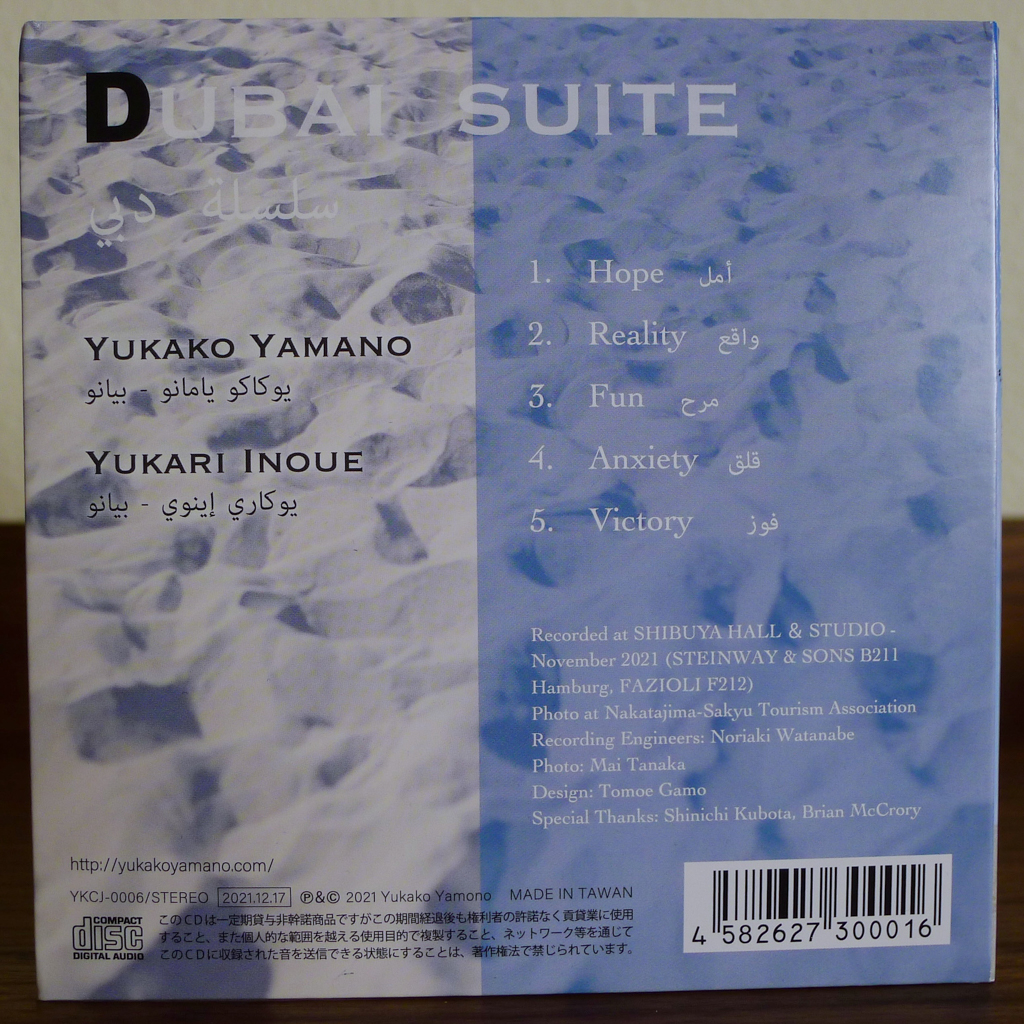 DUBAI SUITE
سلسلة دبي
YUKAKO YAMANO
يوكاكو يامانو - بيانو
YUKARI INOUE
يوكاري إينوي - بيانو
1. Hope أمل
2. Reality واقع
3. Fun مرح
4. Anxiety قلق
5. Victory فوز
Recorded at SHIBUYA HALL & STUDIO -
November 2021 (STEINWAY & SONS B211
Hamburg, FAZIOLI F212)
Photo at Nakatajima-Sakyu Tourism Association
Recording Engineers: Noriaki Watanabe
Photo: Mai Tanaka
Design: Tomoe Gamo
Special Thanks: Shinichi Kubota, Brian McCrory
http://yukakoyamano.com/
YKCJ-0006/STEREO 2021.12.17 ℗&© 2021 Yukako Yamono MADE IN TAWAN
COMPACT
disc
DIGITAL AUDIO
このCDは一定期貸与非幹諾商品ですがこの期間経過後も権利者の許諾なく貢貸業に使用
すること、また個人的な範囲を越える使用目的で複製すること、ネットワーク等を通じて
このCDに収録された音を送信できる状態にすることは、著作権法で禁じられています。
4 582627 300016